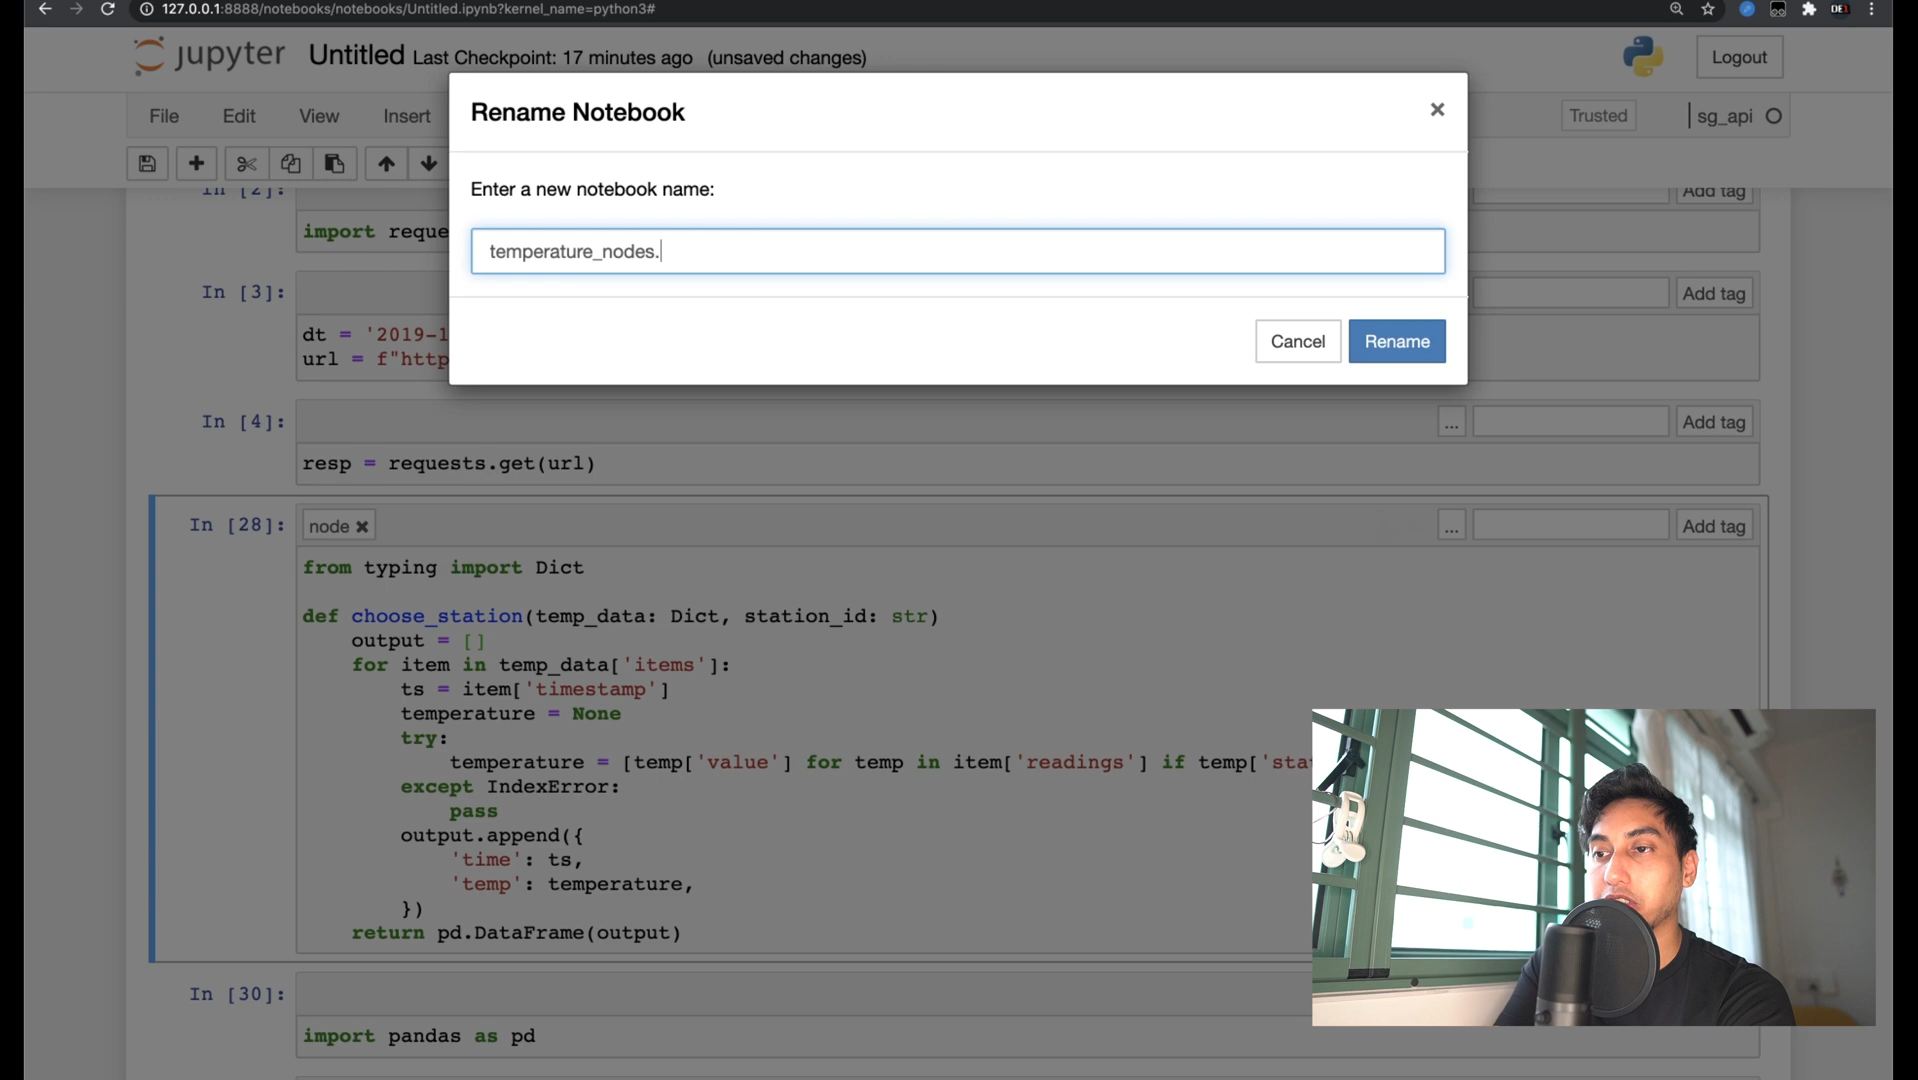 127.0.0.1:8888/notebooks/notebooks/Untitled.ipynb?kernel_name=python3#
jupyter Untitled Last Checkpoint: 17 minutes ago (unsaved changes)
Logout
File Edit View Insert
Trusted
sg_api
Rename Notebook
×
Enter a new notebook name:
temperature_nodes.
Cancel Rename
In [2]:
Add tag
import reque
In [3]:
Add tag
dt = '2019-1
url = f"http
In [4]:
... Add tag
resp = requests.get(url)
In [28]:
node ×
... Add tag
from typing import Dict
def choose_station(temp_data: Dict, station_id: str)
output = []
for item in temp_data['items']:
ts = item['timestamp']
temperature = None
try:
temperature = [temp['value'] for temp in item['readings'] if temp['sta
except IndexError:
pass
output.append({
'time': ts,
'temp': temperature,
})
return pd.DataFrame(output)
In [30]:
import pandas as pd